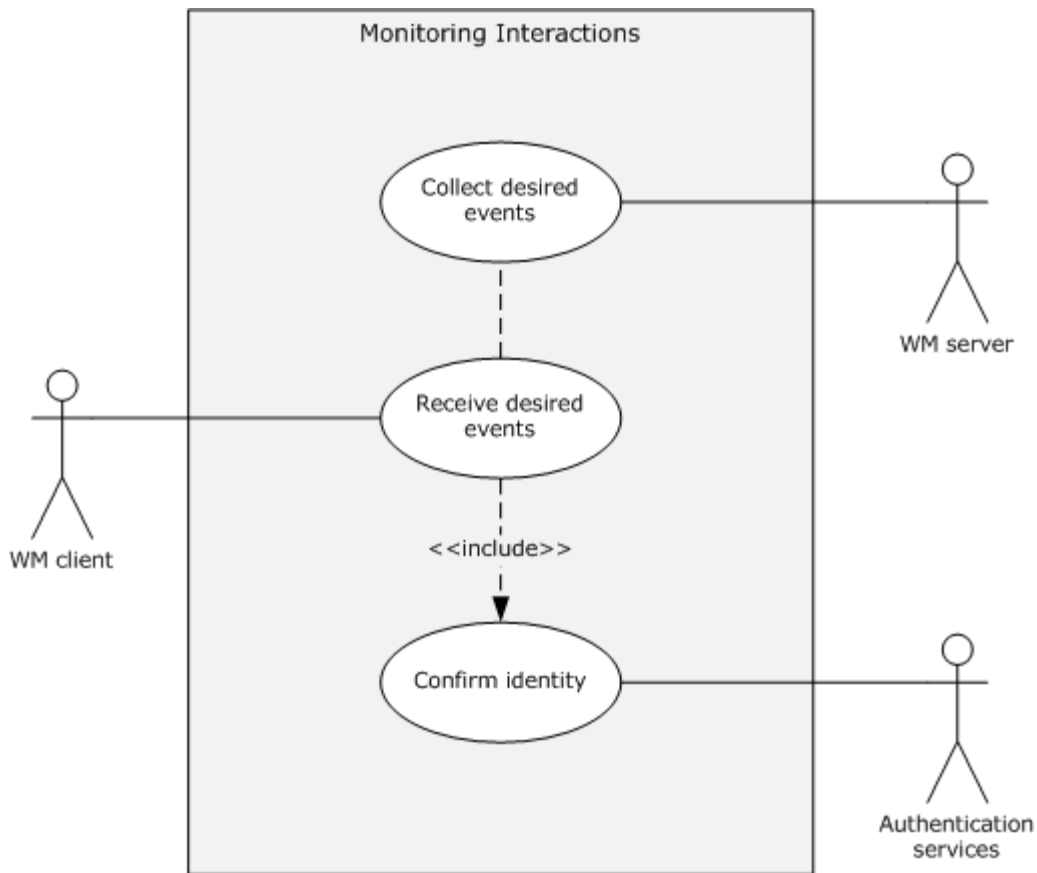 Monitoring Interactions
Collect desired
events
WM server
Receive desired
events
WM client
<<include>>
Confirm identity
Authentication
services